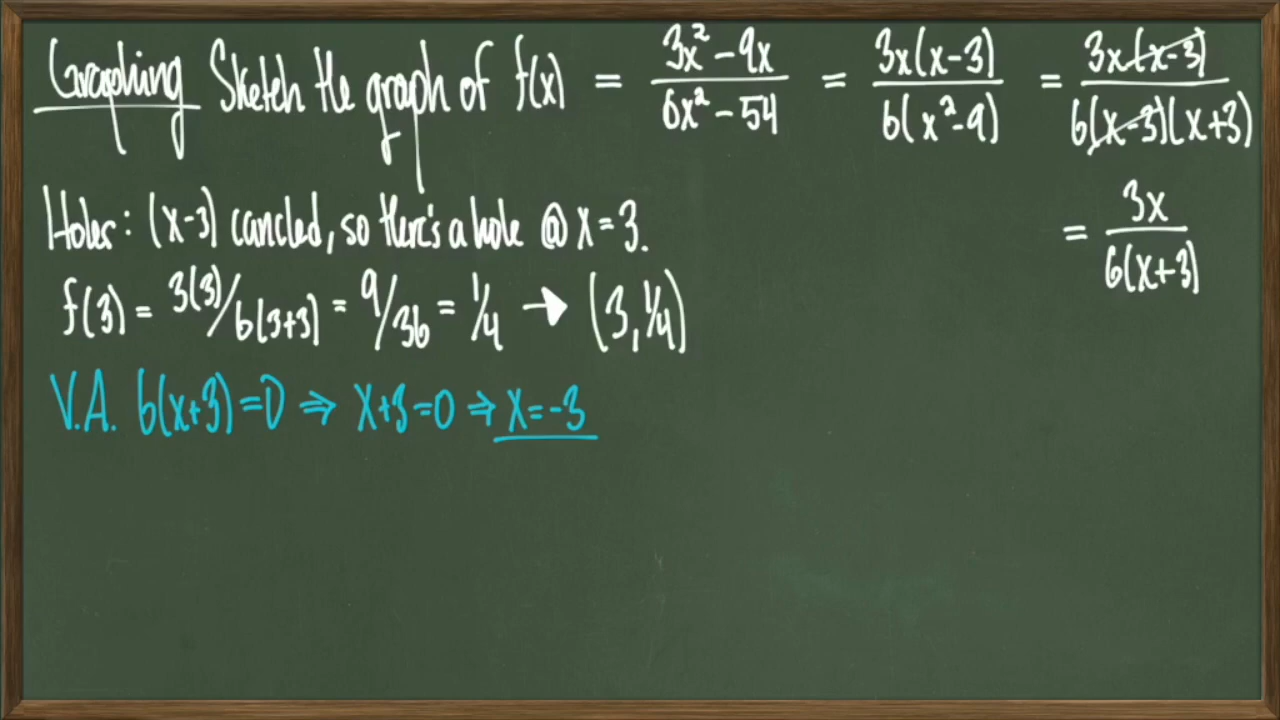 Graphing Sketch the graph of f(x) = 3x² - 9x / 6x² - 54 = 3x(x-3) / 6(x²-9) = 3x(x-3) / 6(x-3)(x+3)
= 3x / 6(x+3)
Holes: (x-3) cancled, so there's a hole @ x=3.
f(3) = 3(3)/6(3+3) = 9/36 = 1/4 → (3, 1/4)
V.A. 6(x+3)=0 ⇒ x+3=0 ⇒ x=-3